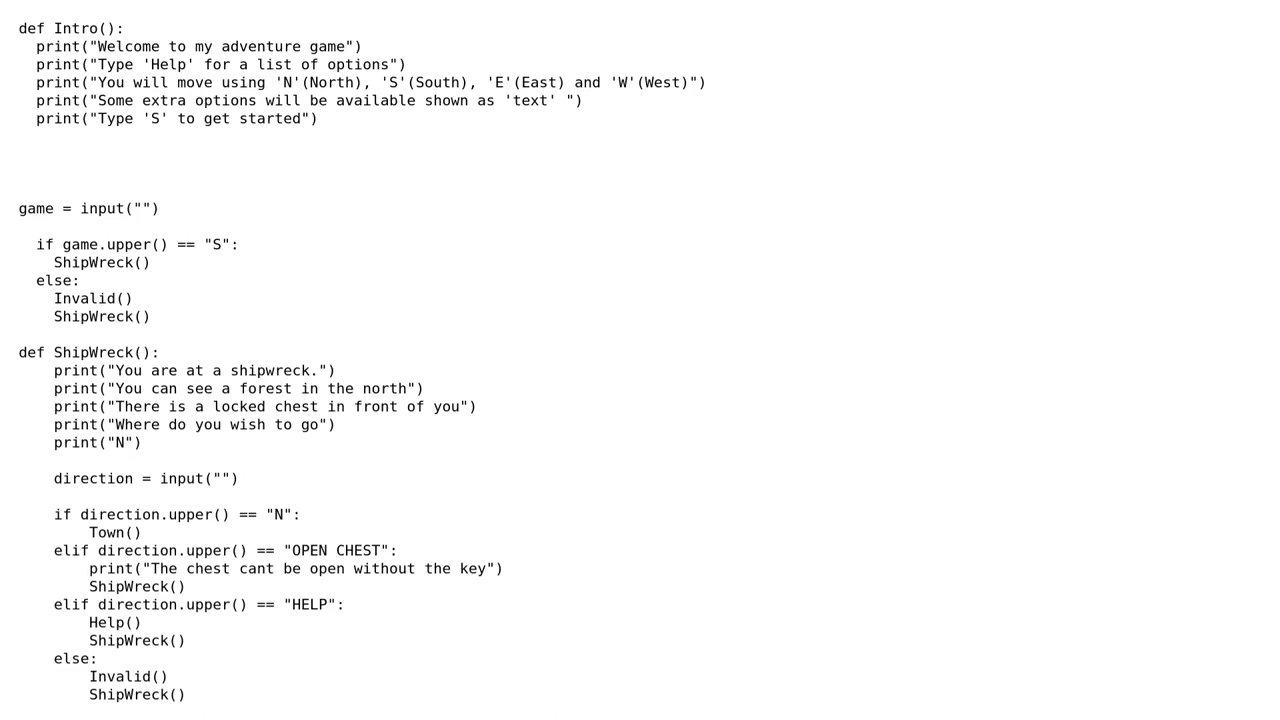 def Intro():
  print("Welcome to my adventure game")
  print("Type 'Help' for a list of options")
  print("You will move using 'N'(North), 'S'(South), 'E'(East) and 'W'(West)")
  print("Some extra options will be available shown as 'text' ")
  print("Type 'S' to get started")
game = input("")
  if game.upper() == "S":
    ShipWreck()
  else:
    Invalid()
    ShipWreck()
def ShipWreck():
    print("You are at a shipwreck.")
    print("You can see a forest in the north")
    print("There is a locked chest in front of you")
    print("Where do you wish to go")
    print("N")
    direction = input("")
    if direction.upper() == "N":
        Town()
    elif direction.upper() == "OPEN CHEST":
        print("The chest cant be open without the key")
        ShipWreck()
    elif direction.upper() == "HELP":
        Help()
        ShipWreck()
    else:
        Invalid()
        ShipWreck()